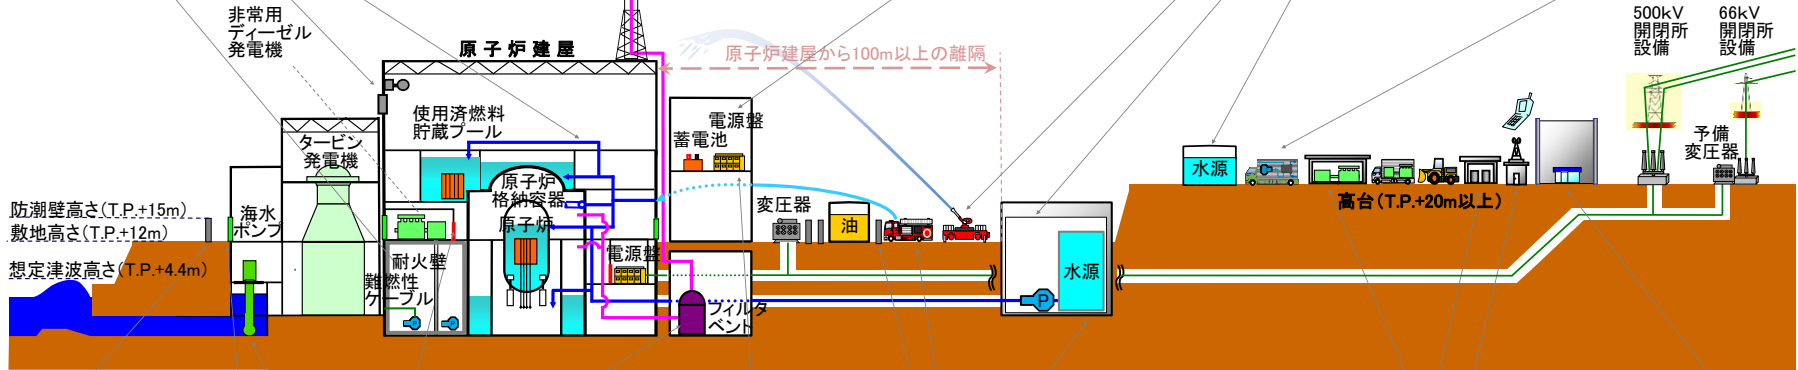 非常用
ディーゼル
発電機
原子炉建屋
原子炉建屋から100m以上の離隔
500kV
開閉所
設備
66kV
開閉所
設備
使用済燃料
貯蔵プール
電源盤
蓄電池
タービン
発電機
予備
変圧器
水源
原子炉
格納容器
原子炉
防潮壁高さ(T.P.+15m)
敷地高さ(T.P.+12m)
想定津波高さ(T.P.+4.4m)
海水
ポンプ
変圧器
油
高台(T.P.+20m以上)
電源盤
耐火壁
難燃性
ケーブル
水源
P
P
P
フィルタ
ベント